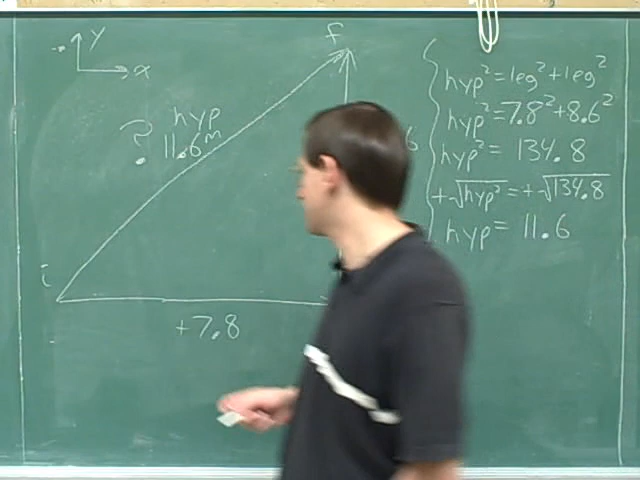 y
x
f
hyp
? 11.6m
6
i
+7.8
hyp² = leg² + leg²
hyp² = 7.8² + 8.6²
hyp² = 134.8
+√hyp² = +√134.8
hyp = 11.6